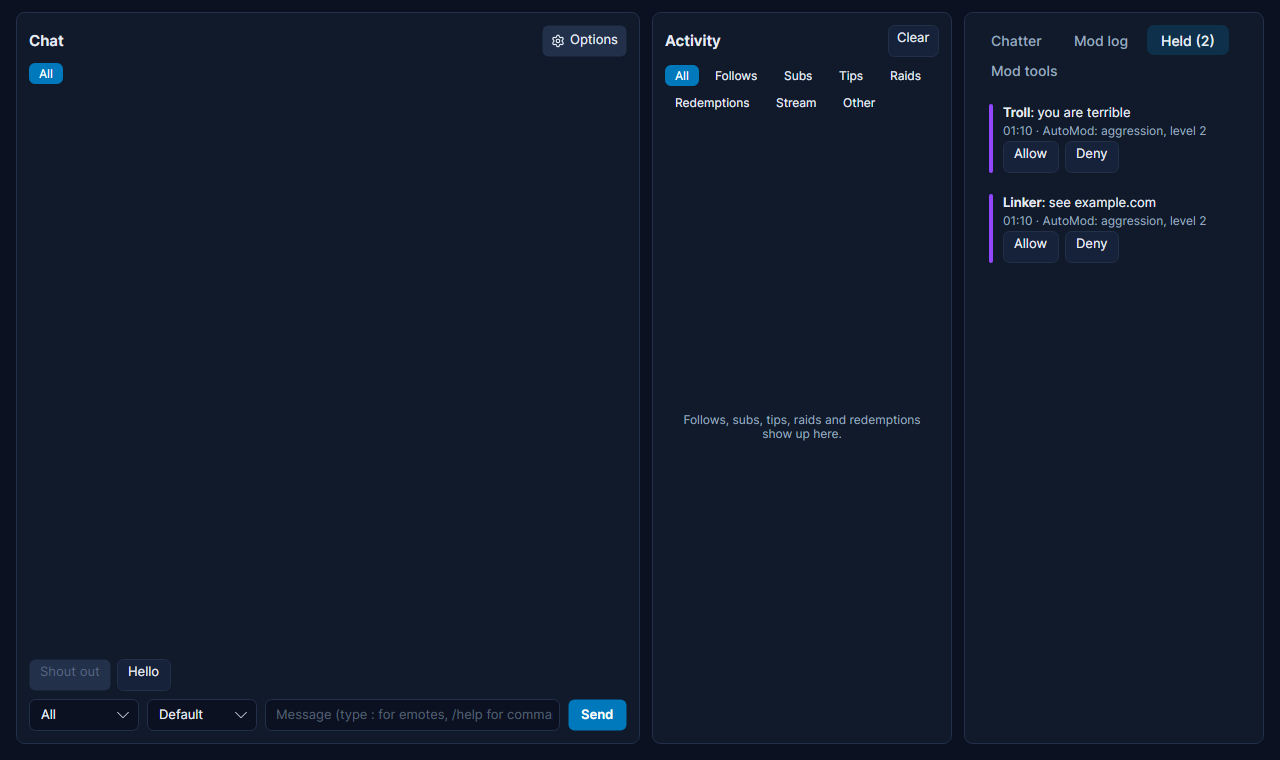 Chat
Options
All
Shout out
Hello
All
Default
Message (type : for emotes, /help for comma
Send
Activity
Clear
All
Follows
Subs
Tips
Raids
Redemptions
Stream
Other
Follows, subs, tips, raids and redemptions
show up here.
Chatter
Mod log
Held (2)
Mod tools
Troll: you are terrible
01:10 · AutoMod: aggression, level 2
Allow
Deny
Linker: see example.com
01:10 · AutoMod: aggression, level 2
Allow
Deny